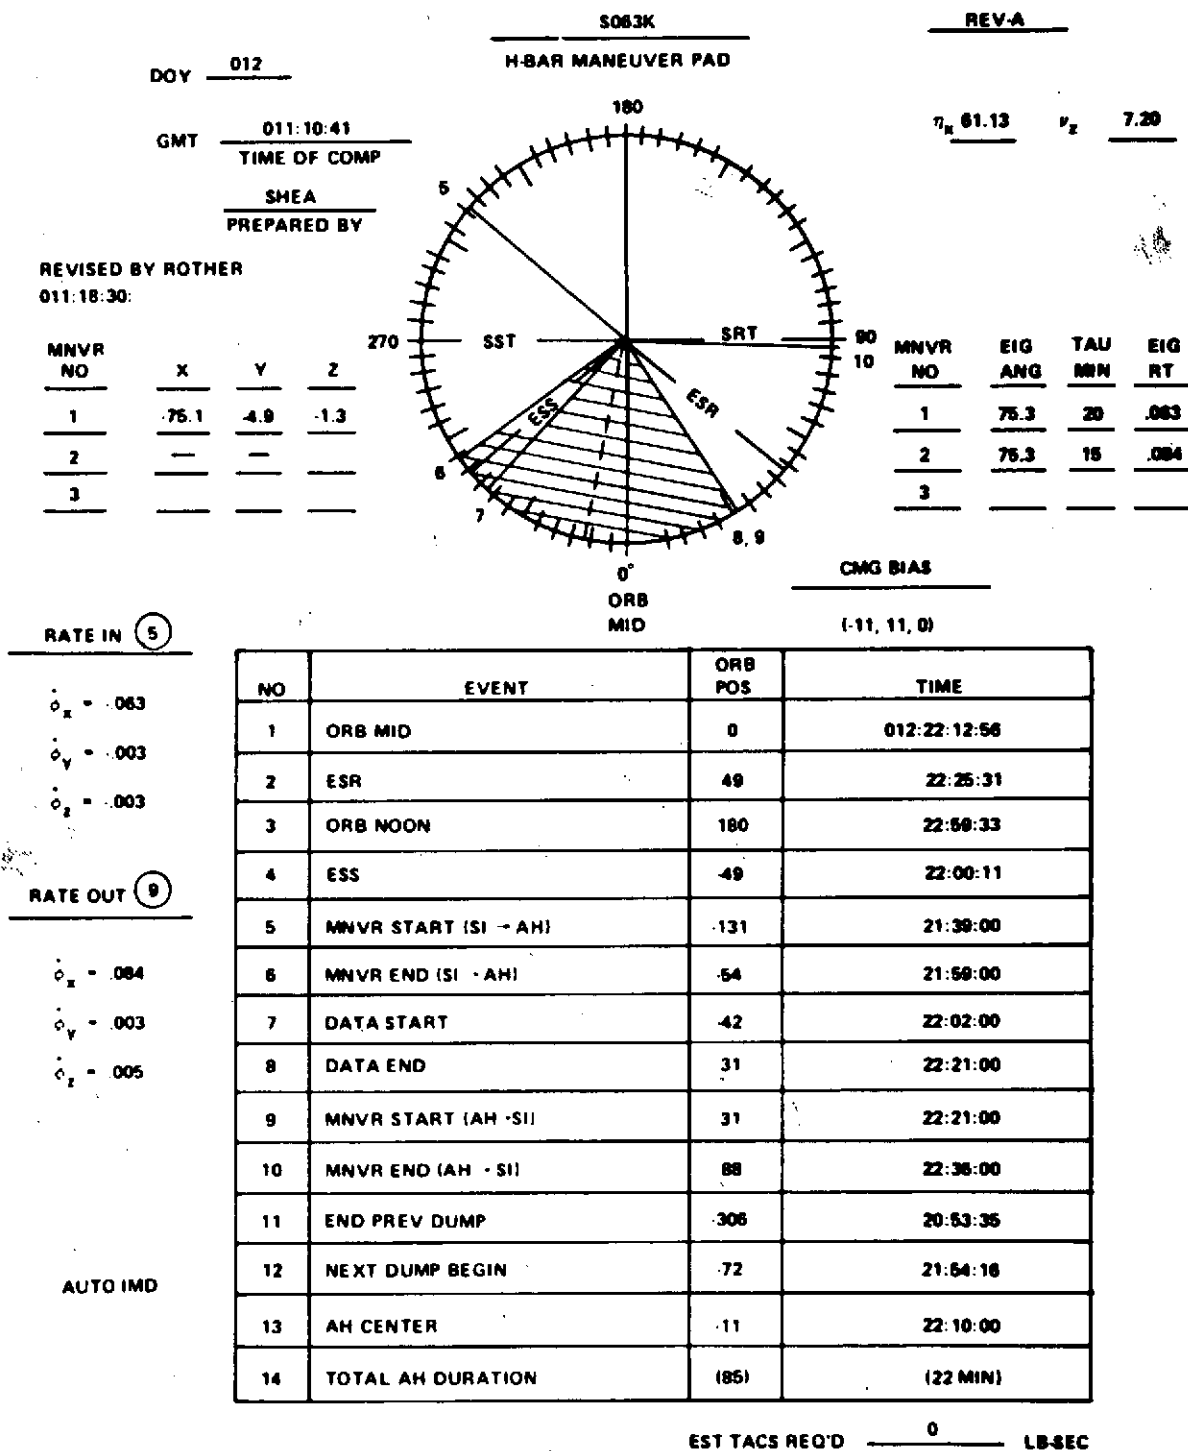 S063K
REV-A
H-BAR MANEUVER PAD
DOY 012
GMT 011:10:41
TIME OF COMP
SHEA
PREPARED BY
REVISED BY ROTHER
011:18:30:
ηx 61.13 νz 7.20
180
5
270
SST
SRT
90
10
ESS
ESR
6
7
8, 9
0°
ORB
MID
MNVR NO X Y Z
1 -75.1 -4.9 -1.3
2 — —
3
MNVR NO EIG ANG TAU MIN EIG RT
1 75.3 20 .063
2 75.3 15 .084
3
CMG BIAS
(-11, 11, 0)
RATE IN 5
φ̇x = -.063
φ̇y = -.003
φ̇z = -.003
RATE OUT 9
φ̇x = .084
φ̇y = .003
φ̇z = .005
AUTO IMD
NO EVENT ORB POS TIME
1 ORB MID 0 012:22:12:56
2 ESR 49 22:25:31
3 ORB NOON 180 22:59:33
4 ESS -49 22:00:11
5 MNVR START (SI → AH) -131 21:39:00
6 MNVR END (SI - AH) -54 21:59:00
7 DATA START -42 22:02:00
8 DATA END 31 22:21:00
9 MNVR START (AH -SI) 31 22:21:00
10 MNVR END (AH - SI) 88 22:36:00
11 END PREV DUMP -306 20:53:35
12 NEXT DUMP BEGIN -72 21:54:16
13 AH CENTER -11 22:10:00
14 TOTAL AH DURATION (85) (22 MIN)
EST TACS REQ'D 0 LB-SEC